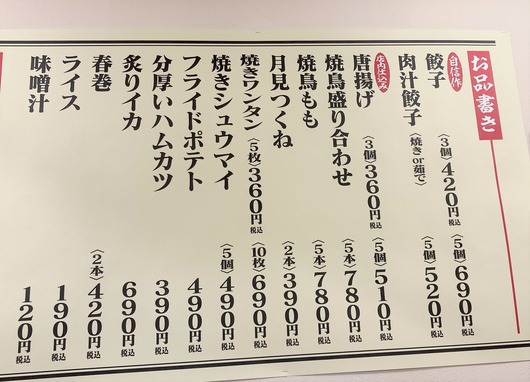 お品書き
自信作
餃子〈3個〉420円税込〈5個〉690円税込
肉汁餃子〈焼き or 茹で〉〈5個〉520円税込
店内仕込み
唐揚げ〈3個〉360円税込〈5個〉510円税込
焼鳥盛り合わせ〈5本〉780円税込
焼鳥もも〈5本〉780円税込
月見つくね〈2本〉390円税込
焼きワンタン〈5枚〉360円税込〈10枚〉690円税込
焼きシュウマイ〈5個〉490円税込
フライドポテト490円税込
分厚いハムカツ390円税込
炙りイカ690円税込
春巻〈2本〉420円税込
ライス190円税込
味噌汁120円税込